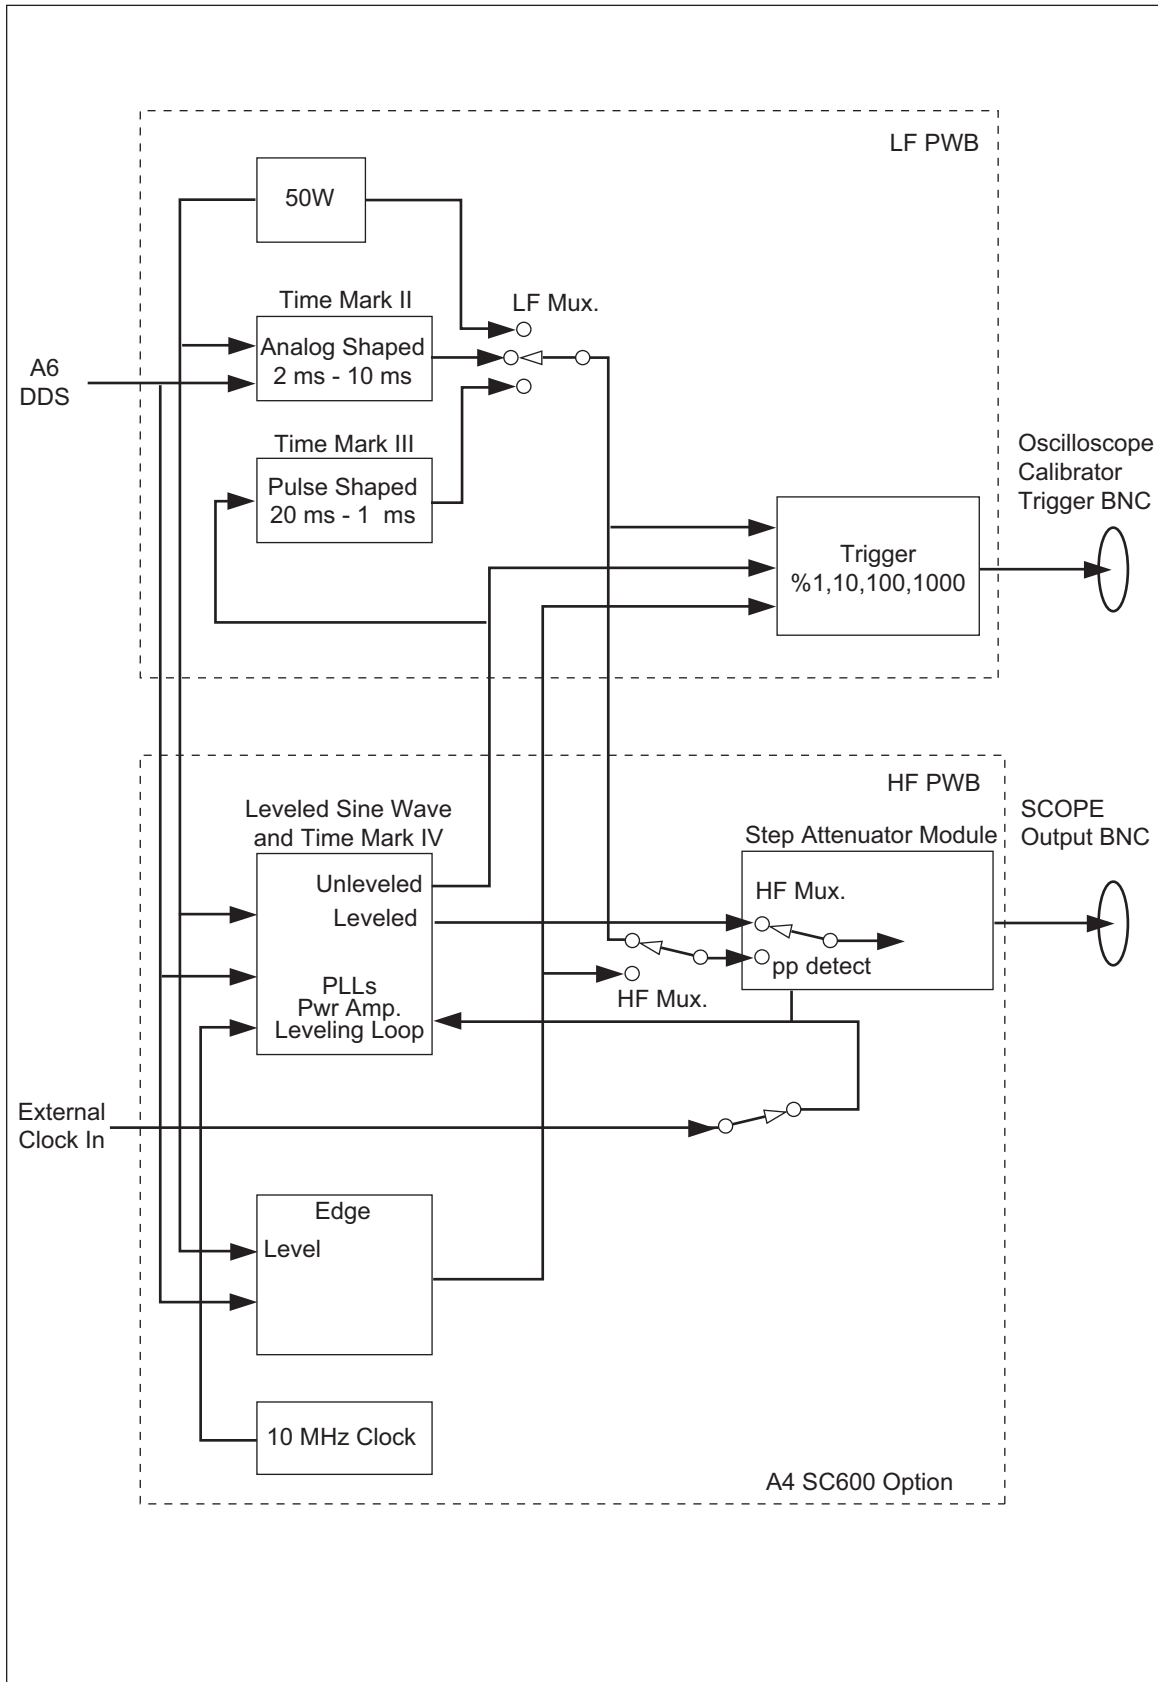 LF PWB
50W
Time Mark II
LF Mux.
Analog Shaped
2 ms - 10 ms
A6
DDS
Time Mark III
Pulse Shaped
20 ms - 1  ms
Oscilloscope
Calibrator
Trigger BNC
Trigger
%1,10,100,1000
HF PWB
Leveled Sine Wave
and Time Mark IV
SCOPE
Output BNC
Step Attenuator Module
Unleveled
Leveled
HF Mux.
pp detect
HF Mux.
PLLs
Pwr Amp.
Leveling Loop
External
Clock In
Edge
Level
10 MHz Clock
A4 SC600 Option